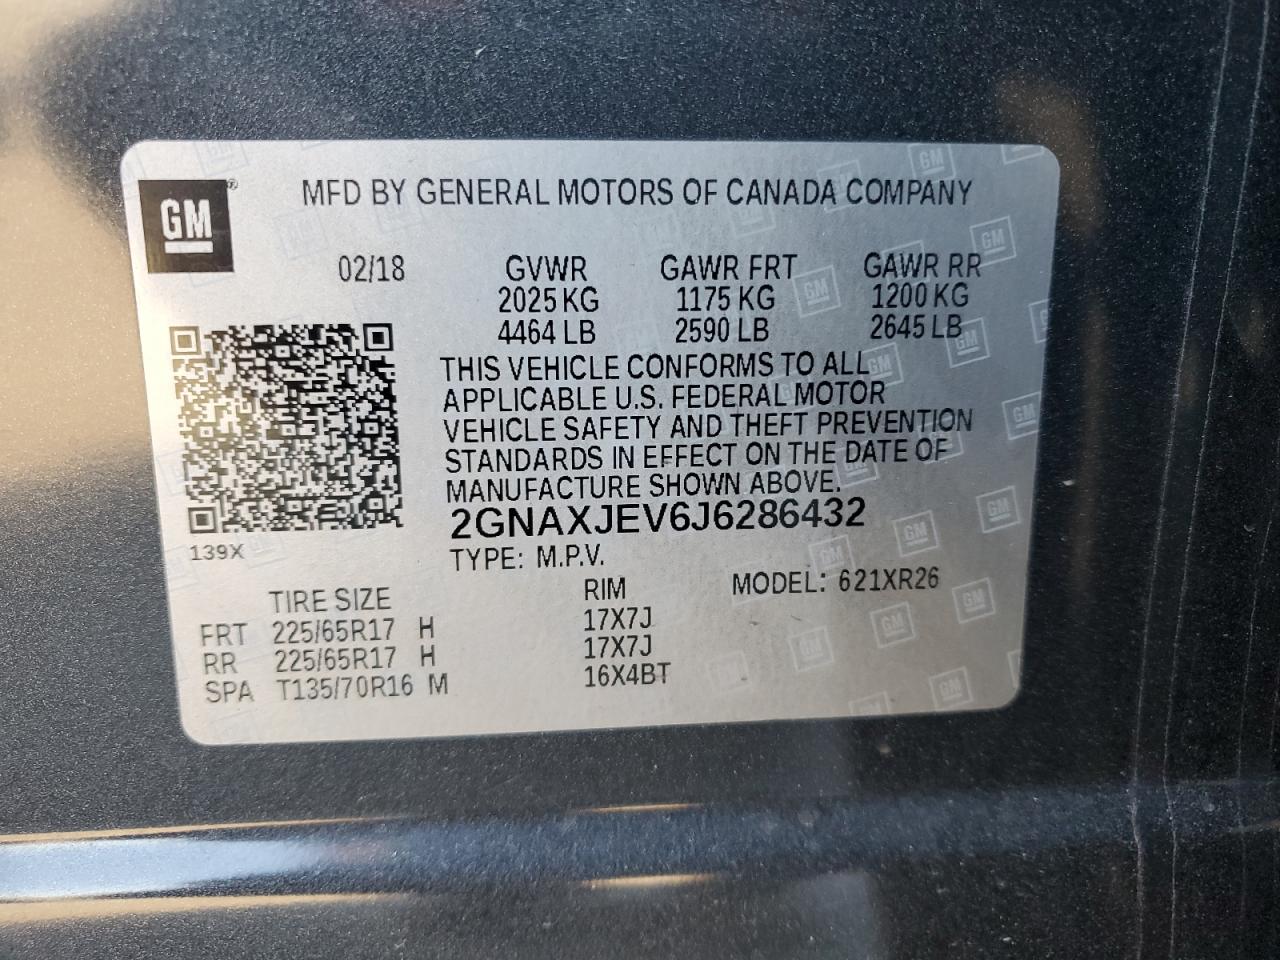 GM®
MFD BY GENERAL MOTORS OF CANADA COMPANY
02/18 GVWR GAWR FRT GAWR RR
2025 KG 1175 KG 1200 KG
4464 LB 2590 LB 2645 LB
THIS VEHICLE CONFORMS TO ALL
APPLICABLE U.S. FEDERAL MOTOR
VEHICLE SAFETY AND THEFT PREVENTION
STANDARDS IN EFFECT ON THE DATE OF
MANUFACTURE SHOWN ABOVE.
2GNAXJEV6J6286432
139X
TYPE: M.P.V.
TIRE SIZE RIM MODEL: 621XR26
FRT 225/65R17 H 17X7J
RR 225/65R17 H 17X7J
SPA T135/70R16 M 16X4BT